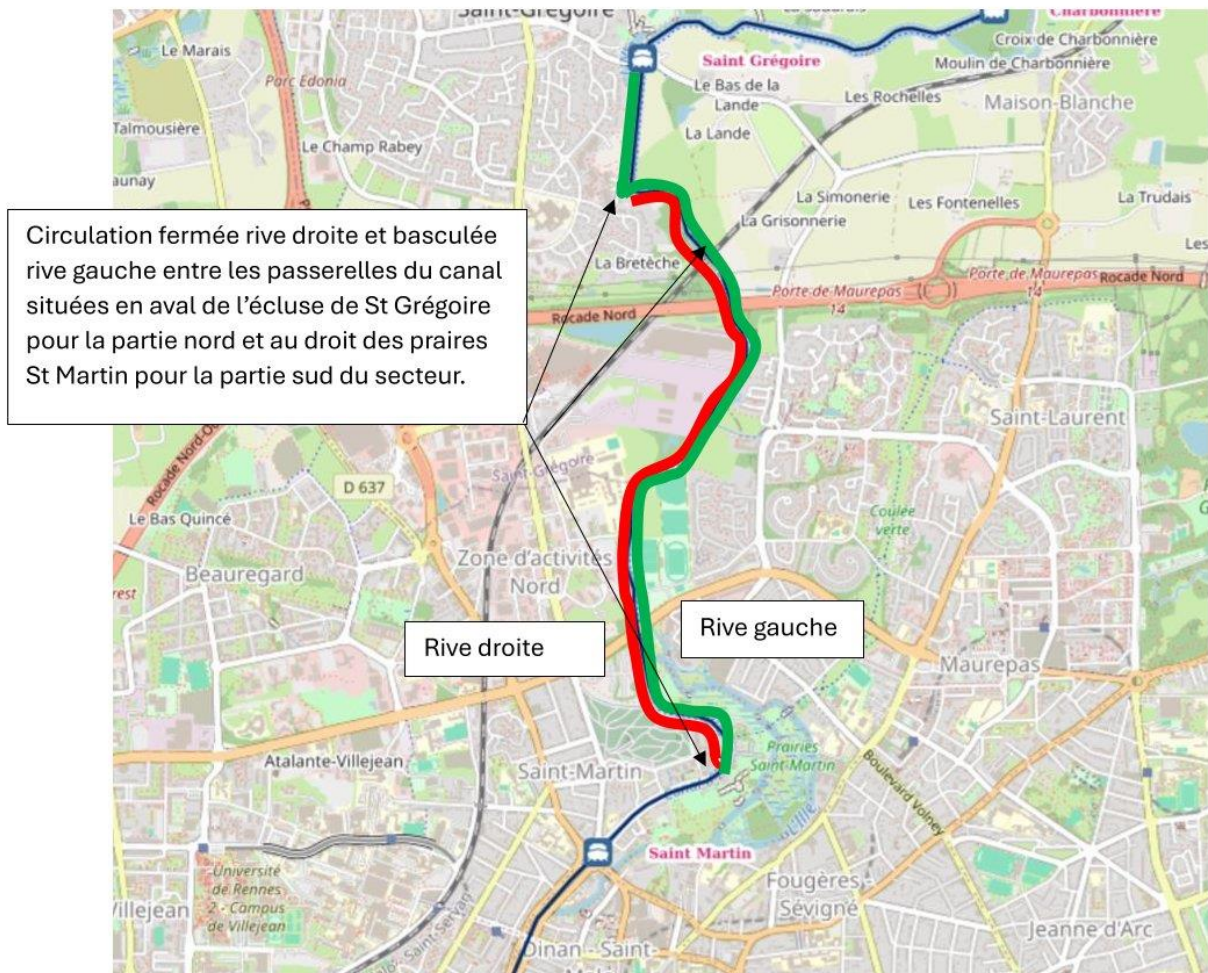 Saint-Grégoire
Charbonnière
Le Marais
Croix de Charbonnière
Saint Grégoire
Moulin de Charbonnière
Parc Edonia
Le Bas de la
Lande
Les Rochelles
Maison-Blanche
Talmousière
La Lande
Le Champ Rabey
aunay
La Simonerie
La Trudais
Les Fontenelles
La Grisonnerie
Les
Circulation fermée rive droite et basculée
rive gauche entre les passerelles du canal
situées en aval de l’écluse de St Grégoire
pour la partie nord et au droit des praires
St Martin pour la partie sud du secteur.
La Bretèche
Porte de Maurepas
14
Rocade Nord
Porte de Maurepas
14
Rocade Nord
Saint-Laurent
Saint-Grégoire
D 637
Rocade Nord-Ou
Le Bas Quincé
Coulée
verte
Zone d'activités
Nord
Beauregard
rest
Rive gauche
Rive droite
Maurepas
Prairies
Saint-Martin
Atalante-Villejean
Saint-Martin
Boulevard Volney
L'Ille
Saint Martin
Université
de Rennes
2 - Campus
de Villejean
Villejean
Fougères -
Sévigné
Jeanne d'Arc
Dinan - Saint-